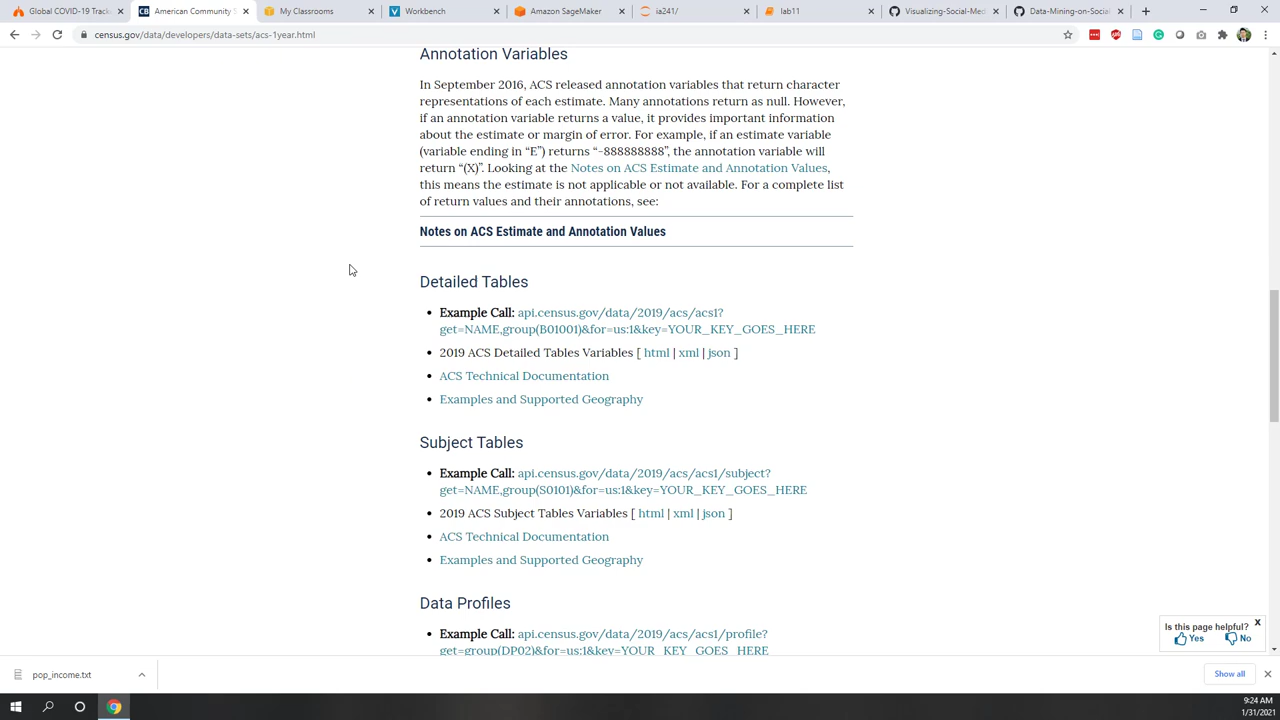 Global COVID-19 Track
American Community S
My Classrooms
Workbench
Amazon SageMaker
ia241/
lab11
Visualizing-Social-Med
Data-Mining-on-Social
census.gov/data/developers/data-sets/acs-1year.html
Annotation Variables
In September 2016, ACS released annotation variables that return character
representations of each estimate. Many annotations return as null. However,
if an annotation variable returns a value, it provides important information
about the estimate or margin of error. For example, if an estimate variable
(variable ending in “E”) returns “-888888888”, the annotation variable will
return “(X)”. Looking at the Notes on ACS Estimate and Annotation Values,
this means the estimate is not applicable or not available. For a complete list
of return values and their annotations, see:
Notes on ACS Estimate and Annotation Values
Detailed Tables
Example Call: api.census.gov/data/2019/acs/acs1?
get=NAME,group(B01001)&for=us:1&key=YOUR_KEY_GOES_HERE
2019 ACS Detailed Tables Variables [ html | xml | json ]
ACS Technical Documentation
Examples and Supported Geography
Subject Tables
Example Call: api.census.gov/data/2019/acs/acs1/subject?
get=NAME,group(S0101)&for=us:1&key=YOUR_KEY_GOES_HERE
2019 ACS Subject Tables Variables [ html | xml | json ]
ACS Technical Documentation
Examples and Supported Geography
Data Profiles
Example Call: api.census.gov/data/2019/acs/acs1/profile?
get=group(DP02)&for=us:1&key=YOUR_KEY_GOES_HERE
Is this page helpful? X
Yes No
pop_income.txt
Show all
9:24 AM
1/31/2021